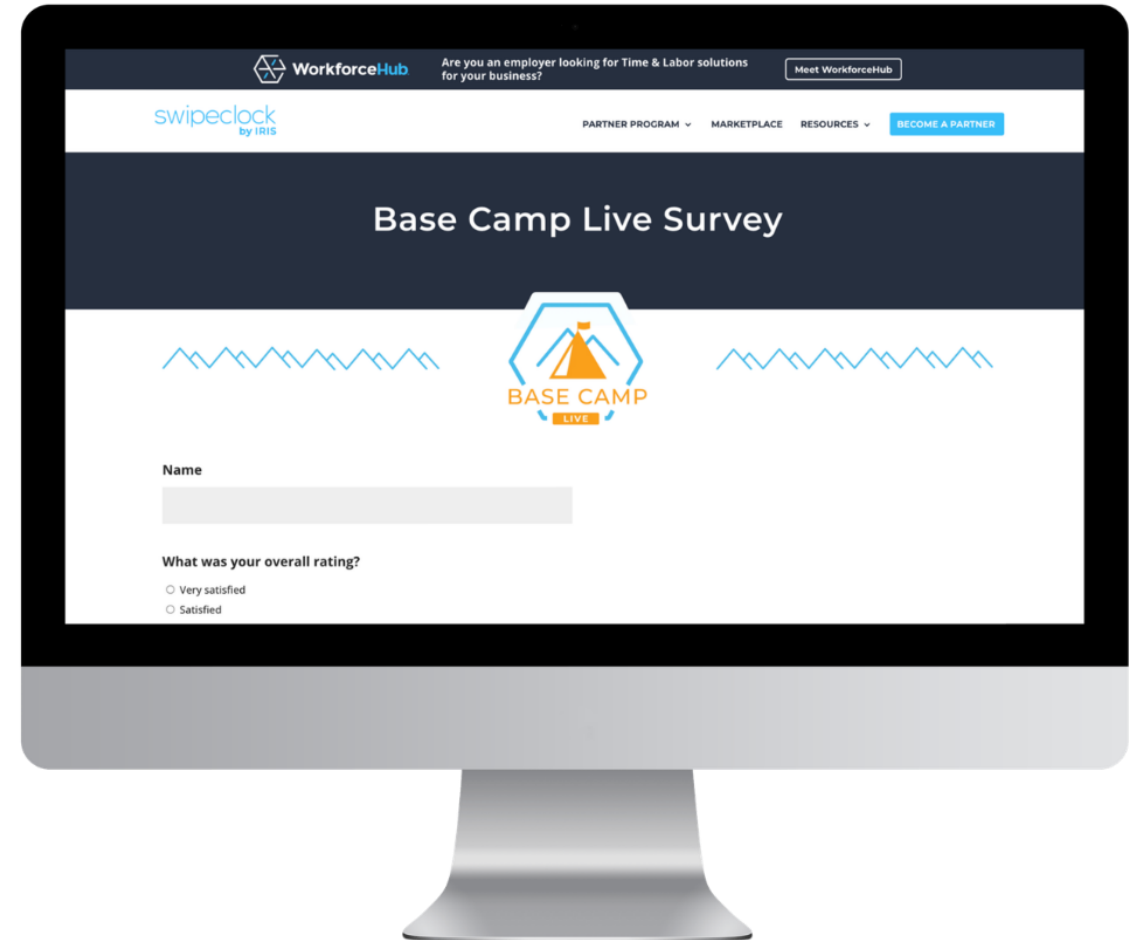 WorkforceHub
Are you an employer looking for Time & Labor solutions
for your business?
Meet WorkforceHub
swipeclock
by IRIS
PARTNER PROGRAM
MARKETPLACE
RESOURCES
BECOME A PARTNER
Base Camp Live Survey
BASE CAMP
LIVE
Name
What was your overall rating?
Very satisfied
Satisfied